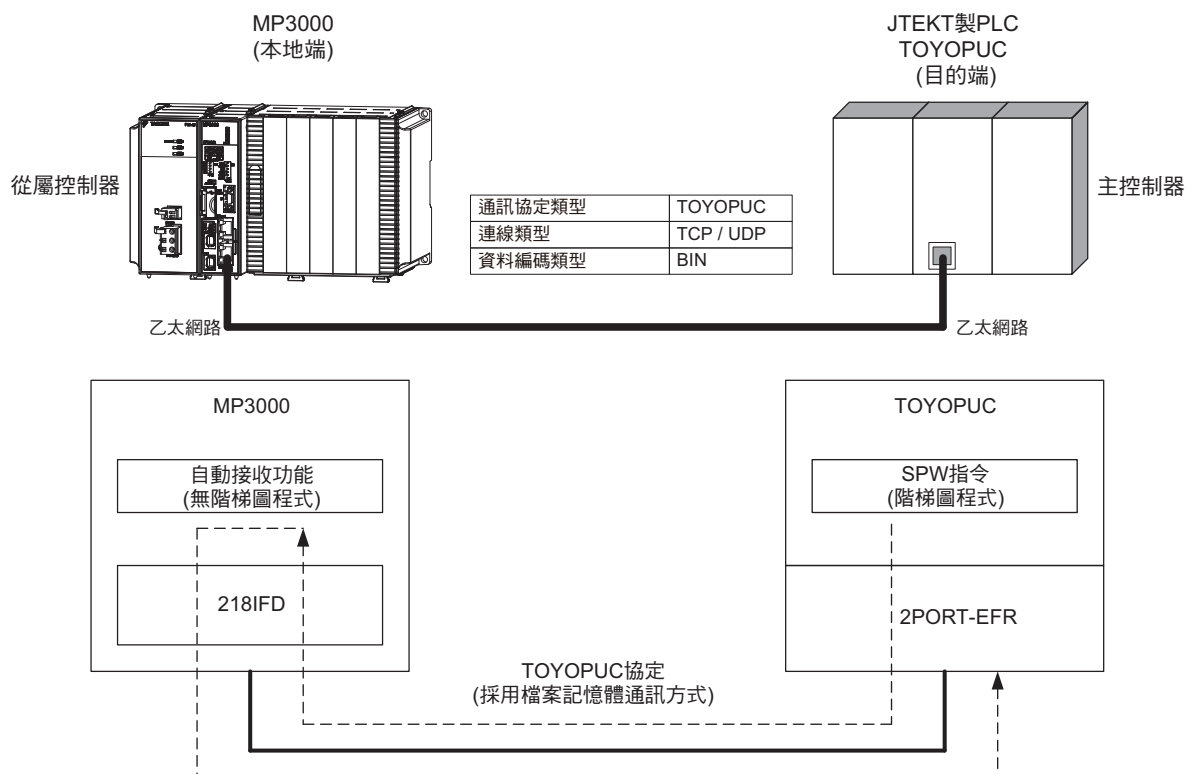 MP3000
(本地端)
JTEKT製PLC
TOYOPUC
(目的端)
從屬控制器
主控制器
通訊協定類型 TOYOPUC
連線類型 TCP / UDP
資料編碼類型 BIN
乙太網路
乙太網路
MP3000
TOYOPUC
自動接收功能
(無階梯圖程式)
SPW指令
(階梯圖程式)
218IFD
2PORT-EFR
TOYOPUC協定
(採用檔案記憶體通訊方式)